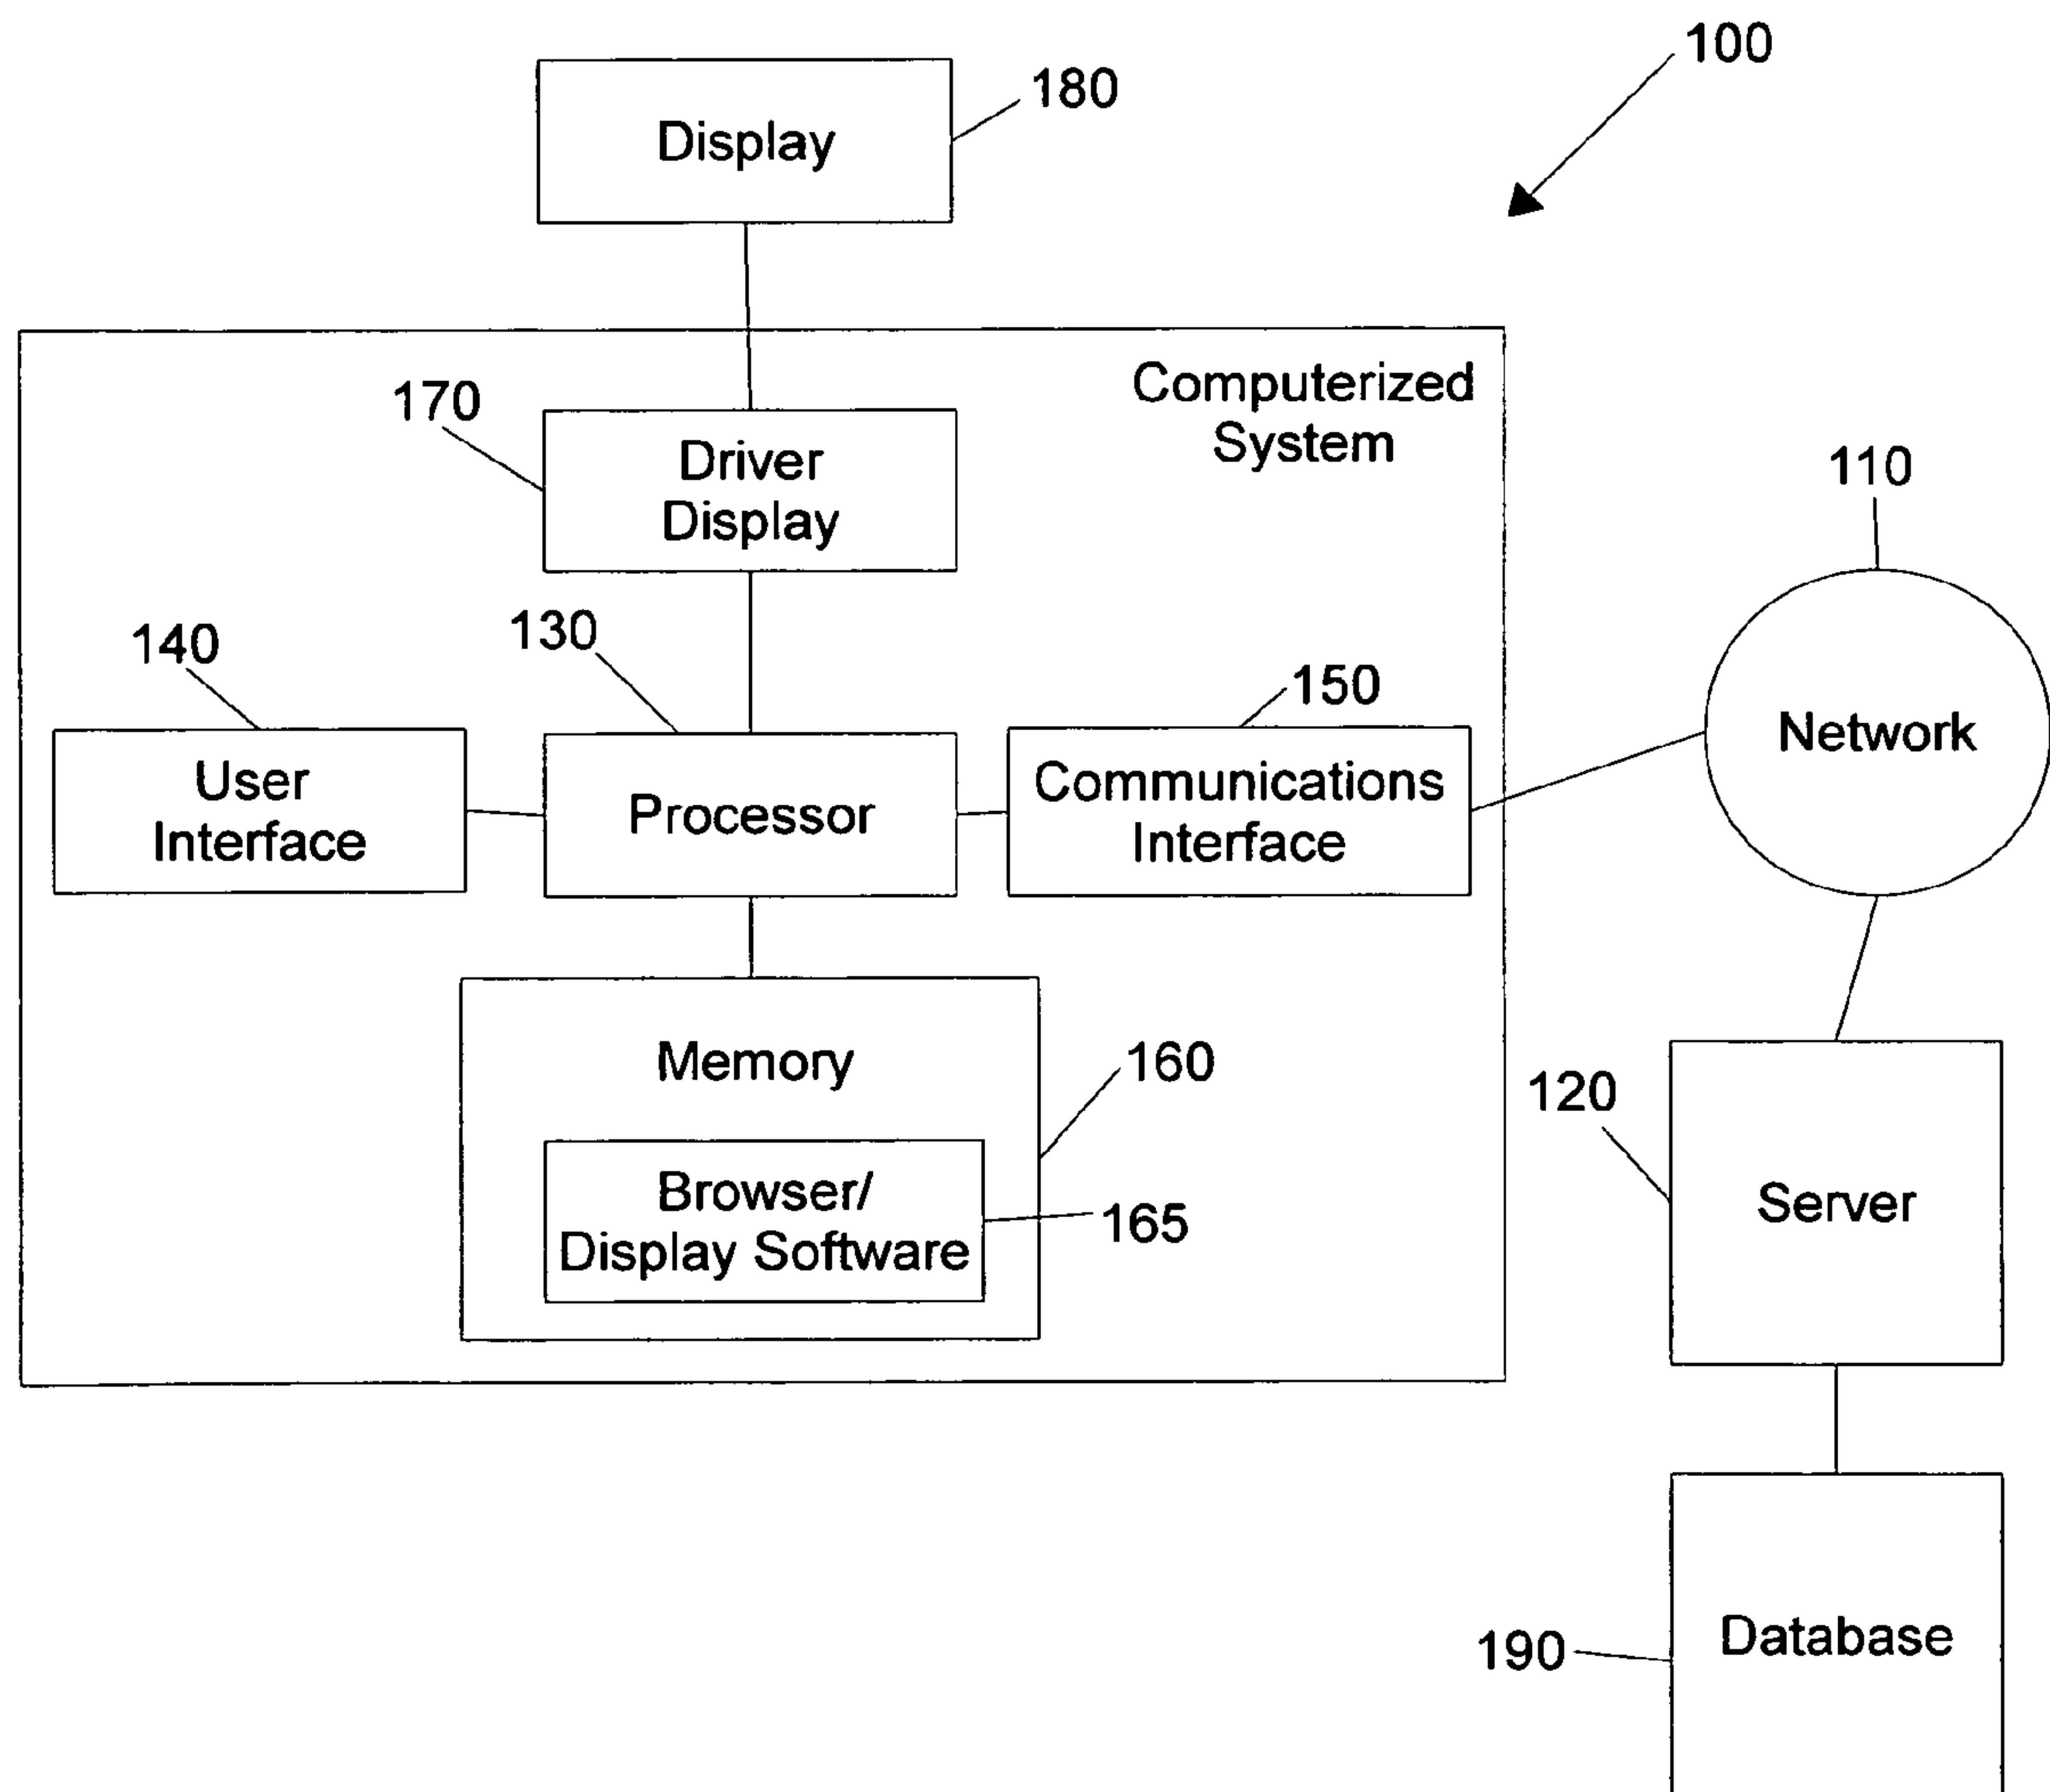 100
180
Display
Computerized
System
170
Driver
Display
110
130
140
150
Network
User
Interface
Processor
Communications
Interface
Memory
160
120
Server
Browser/
Display Software
165
190
Database